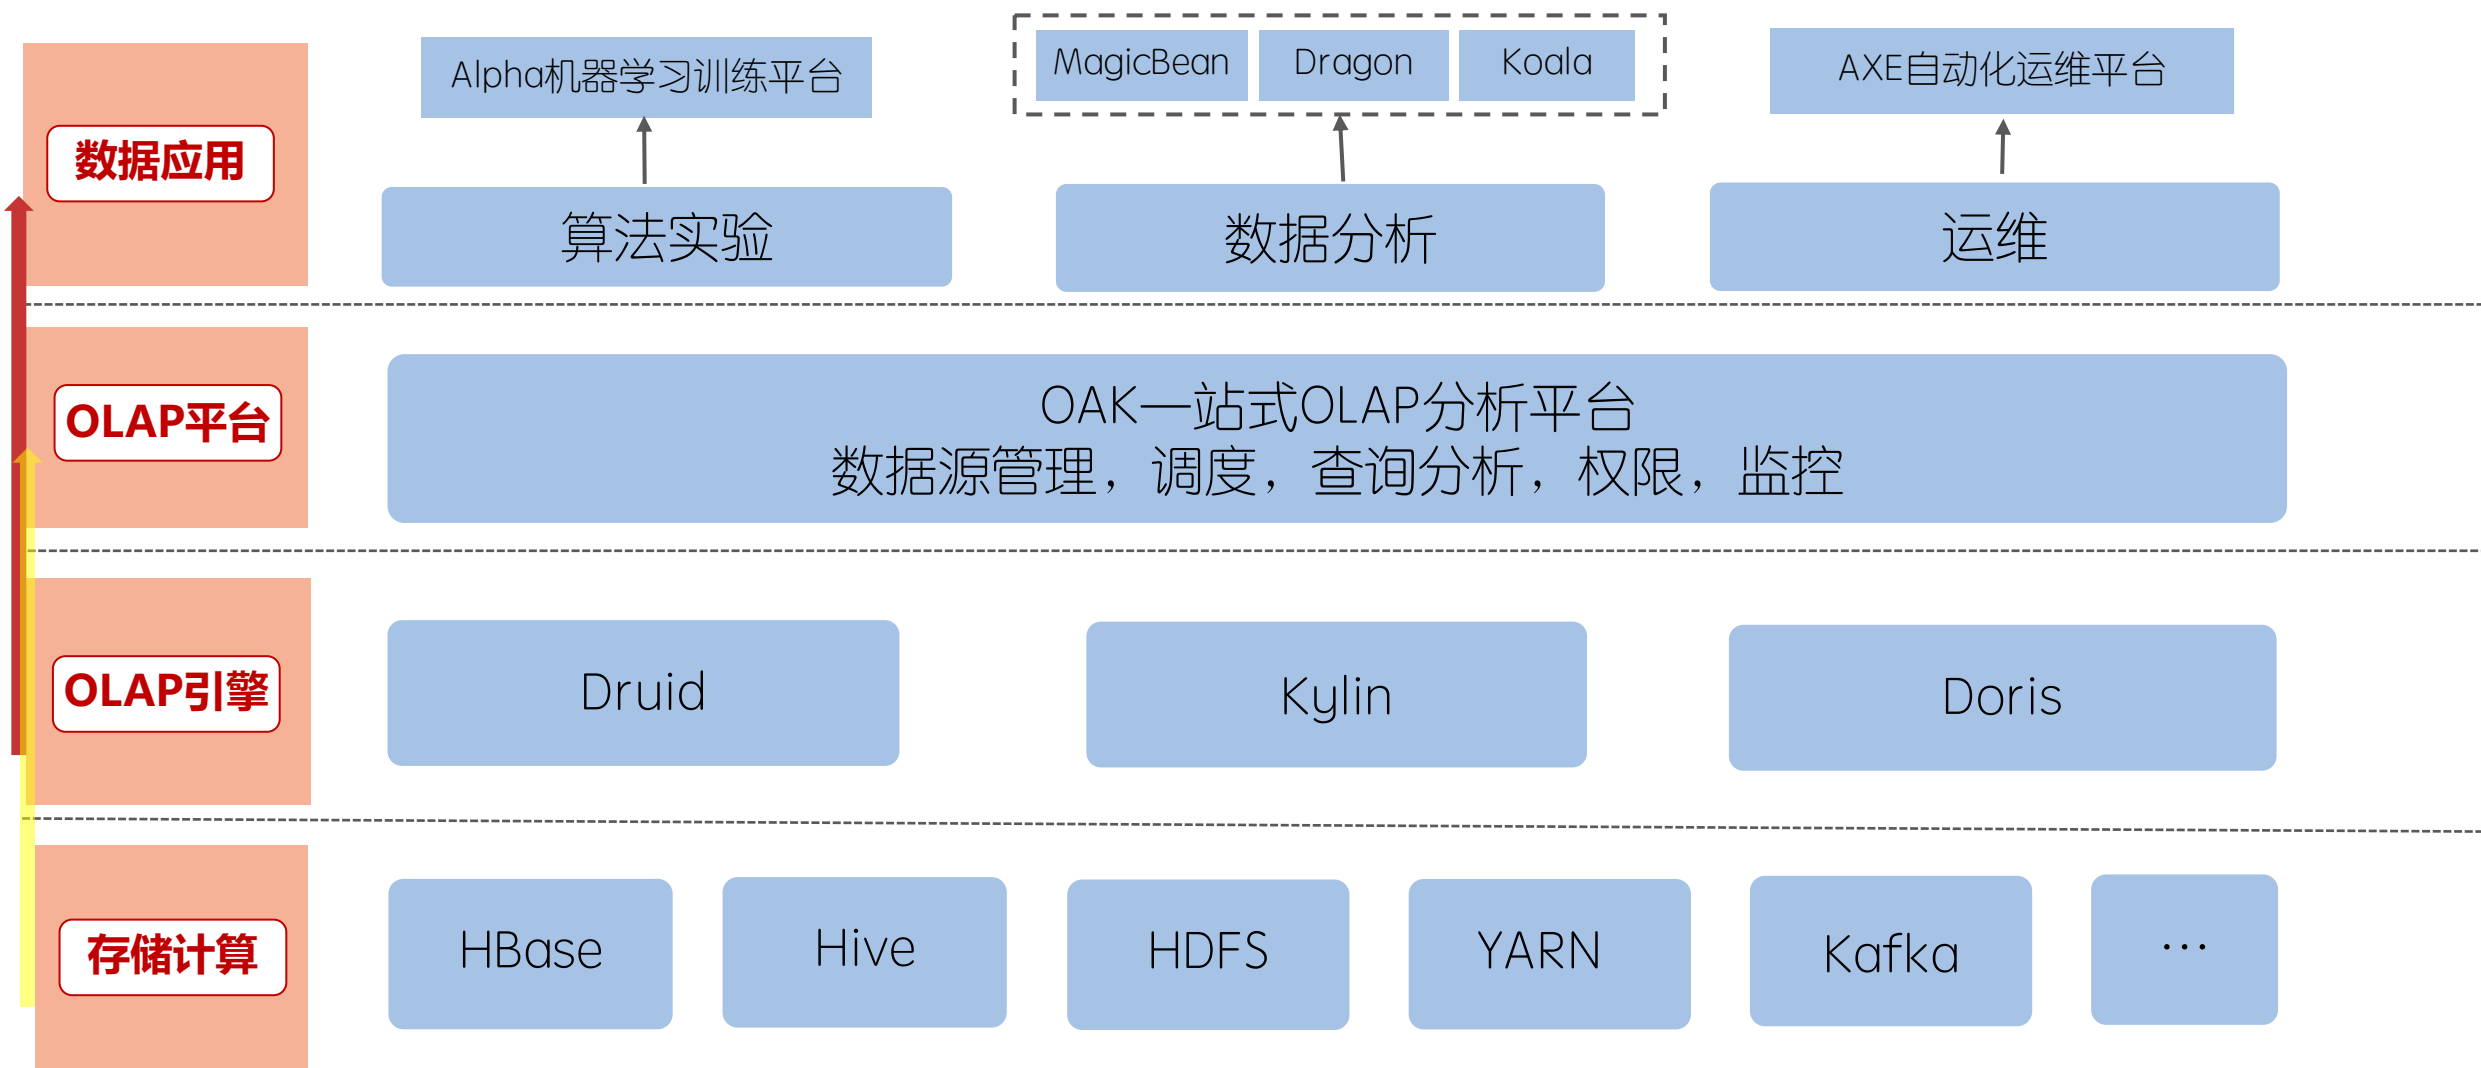 Alpha机器学习训练平台
MagicBean
Dragon
Koala
AXE自动化运维平台
数据应用
算法实验
数据分析
运维
OLAP平台
OAK一站式OLAP分析平台
数据源管理，调度，查询分析，权限，监控
OLAP引擎
Druid
Kylin
Doris
存储计算
HBase
Hive
HDFS
YARN
Kafka
…